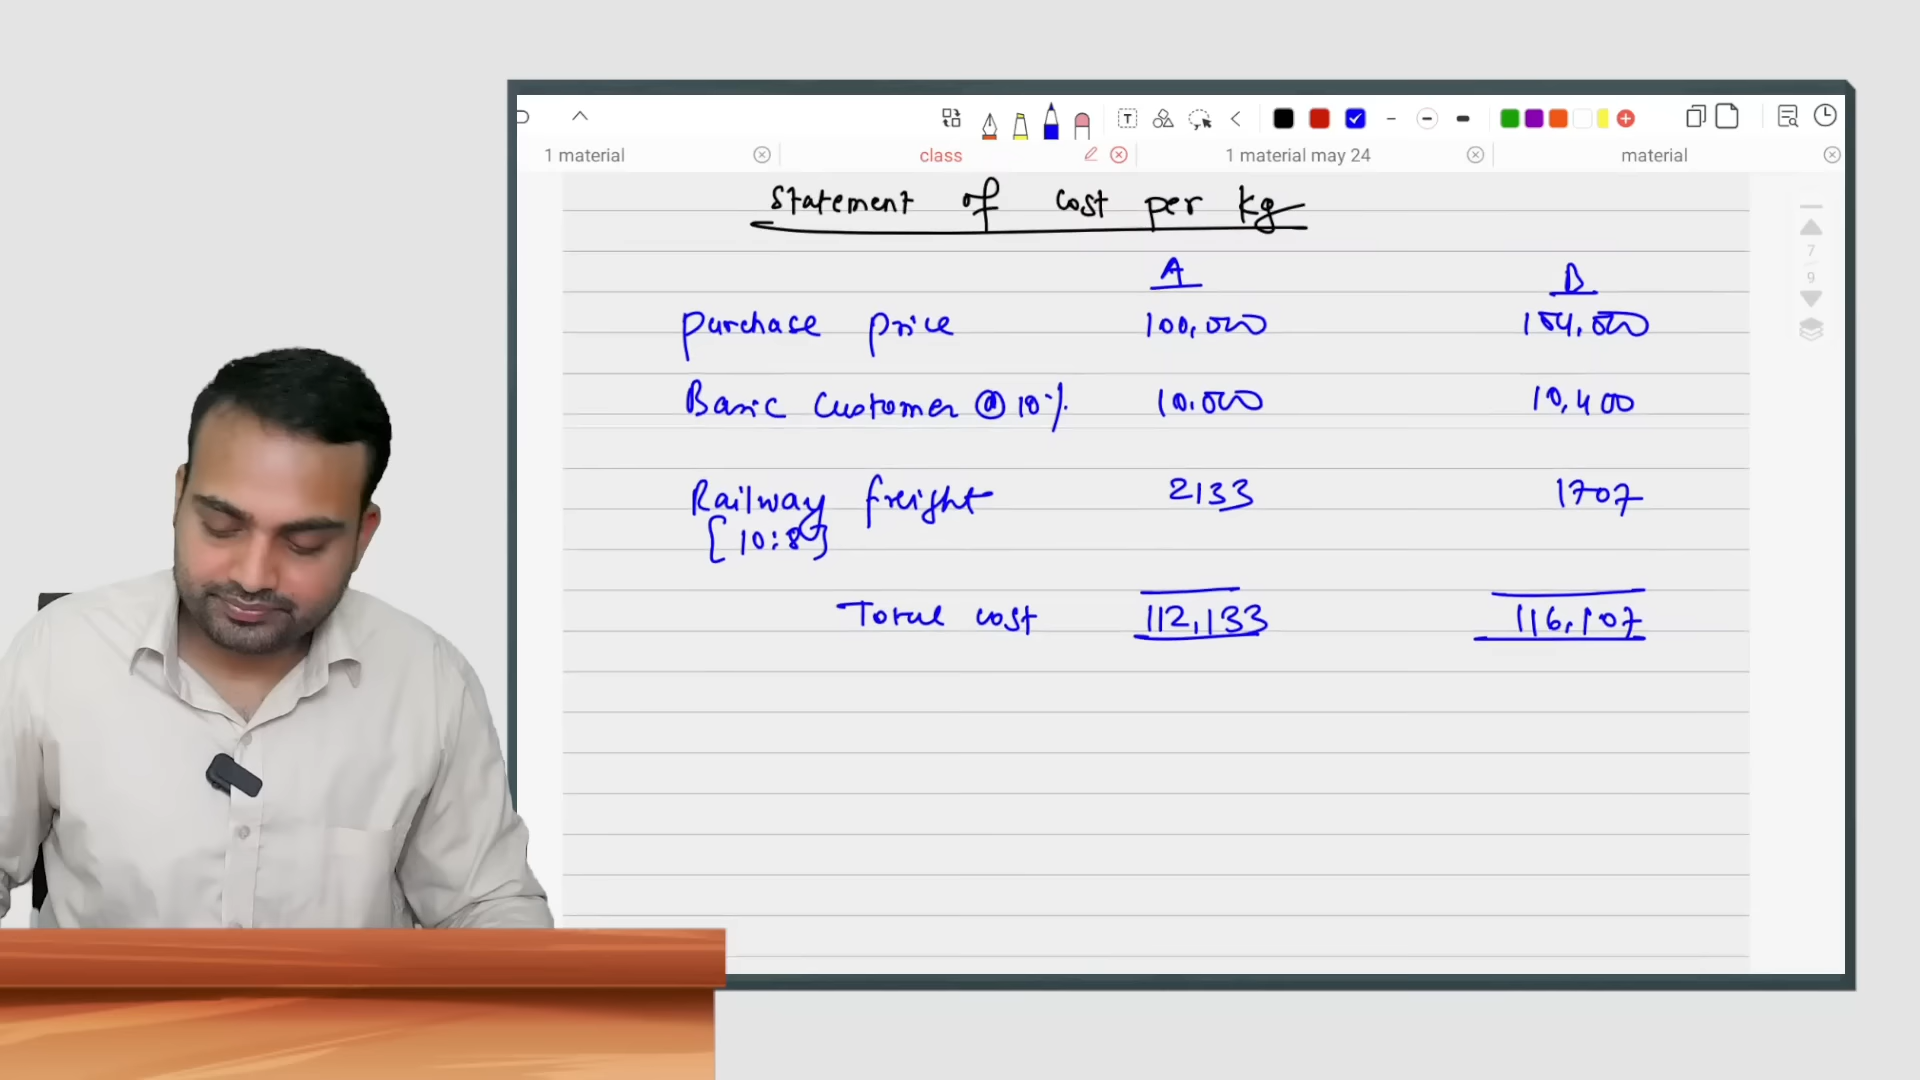 1 material class 1 material may 24 material
T
Statement of cost per kg
A B
7
Purchase price 100,000 104,000
9
Basic Customer @ 10% 10,000 10,400
Railway freight 2133 1707
[10:8]
Total cost 112,133 116,107